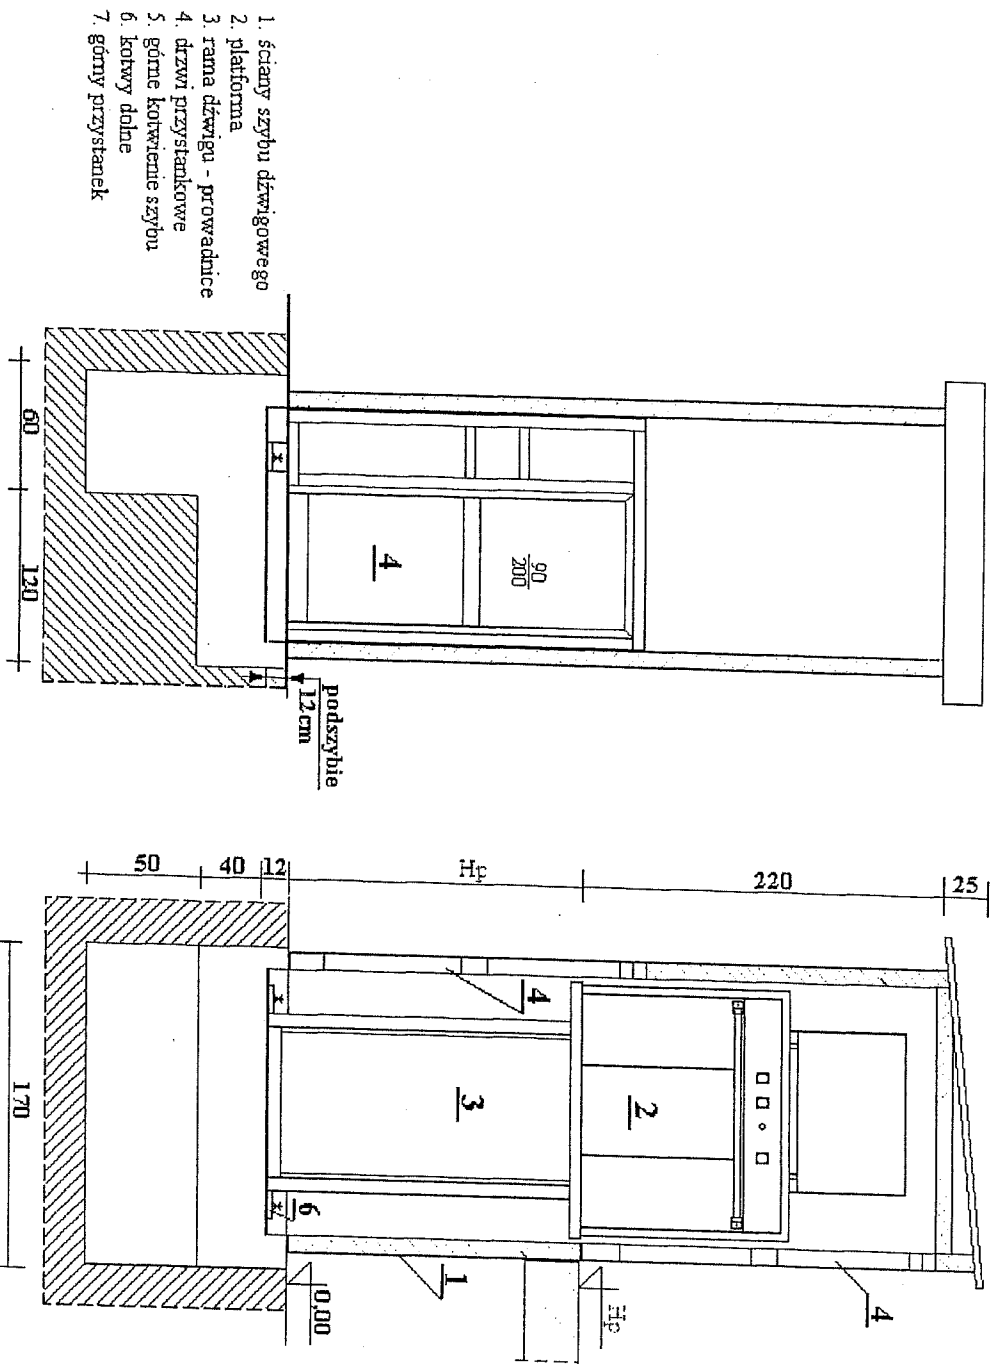 1. ściany szybu dźwigowego
2. platforma
3. rama dźwigu - prowadnice
4. drzwi przystankowe
5. górne kotwienie szybu
6. kotwy dolne
7. górny przystanek
60
120
4
90
200
podszybie
12cm
50
40
12
Hp
220
25
4
3
2
6
1
4
0,00
Hp
170